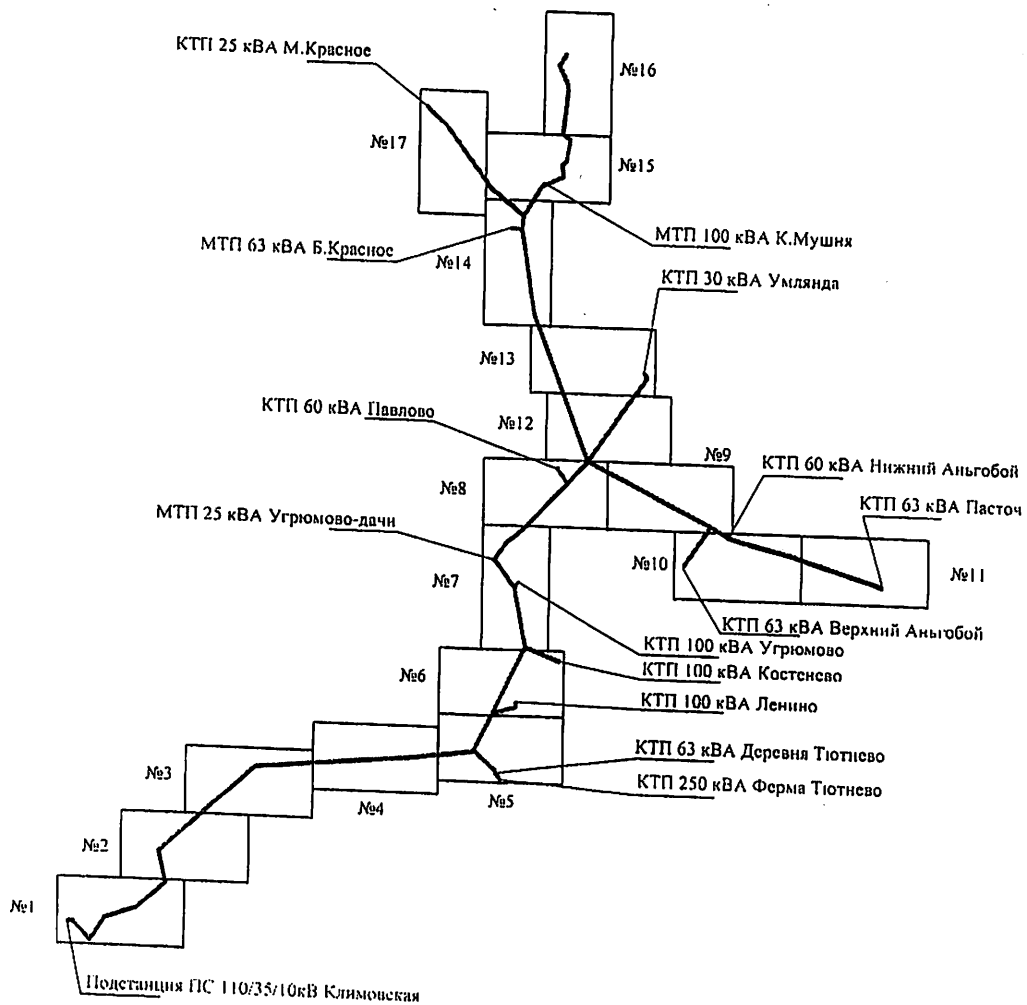 КТП 25 кВА М.Красное
№16
№17
№15
МТП 100 кВА К.Мушня
МТП 63 кВА Б.Красное
№14
КТП 30 кВА Умлянда
№13
КТП 60 кВА Павлово
№12
№9
КТП 60 кВА Нижний Аньгобой
№8
КТП 63 кВА Пасточ
МТП 25 кВА Угрюмово-дачи
№7
№10
№11
КТП 63 кВА Верхний Аньгобой
КТП 100 кВА Угрюмово
№6
КТП 100 кВА Костенево
КТП 100 кВА Ленино
КТП 63 кВА Деревня Тютнево
№3
КТП 250 кВА Ферма Тютнево
№4
№5
№2
№1
Подстанция ПС 110/35/10кВ Климовская